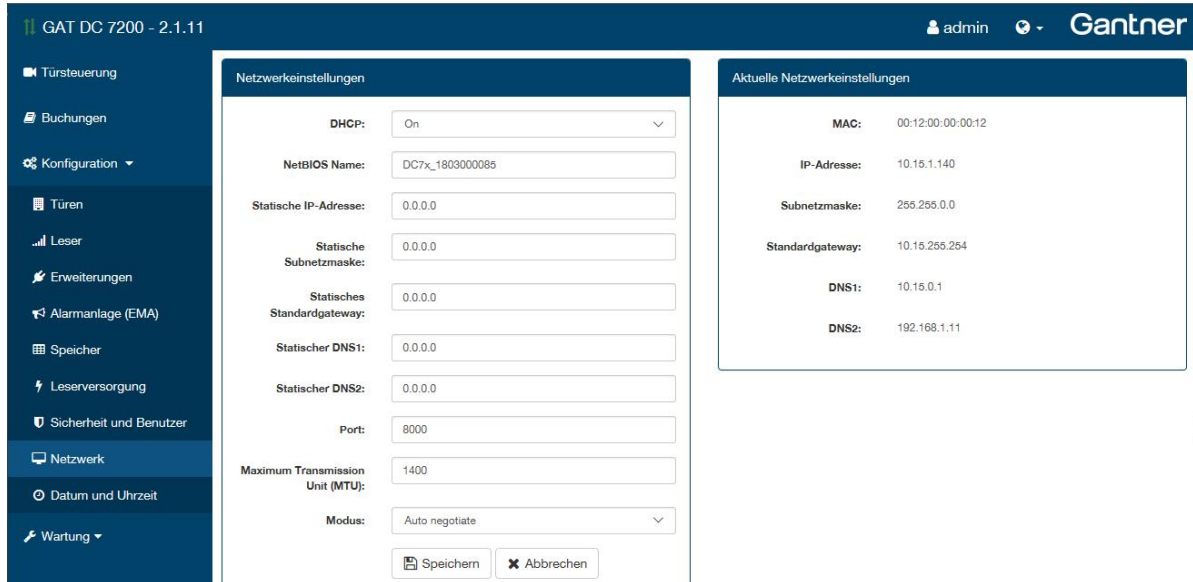 GAT DC 7200 - 2.1.11
admin
Gantner
Türsteuerung
Buchungen
Konfiguration
Türen
Leser
Erweiterungen
Alarmanlage (EMA)
Speicher
Leserversorgung
Sicherheit und Benutzer
Netzwerk
Datum und Uhrzeit
Wartung
Netzwerkeinstellungen
DHCP: On
NetBIOS Name: DC7x_1803000085
Statische IP-Adresse: 0.0.0.0
Statische 0.0.0.0
Subnetzmaske:
Statisches 0.0.0.0
Standardgateway:
Statischer DNS1: 0.0.0.0
Statischer DNS2: 0.0.0.0
Port: 8000
Maximum Transmission 1400
Unit (MTU):
Modus: Auto negotiate
Speichern Abbrechen
Aktuelle Netzwerkeinstellungen
MAC: 00:12:00:00:00:12
IP-Adresse: 10.15.1.140
Subnetzmaske: 255.255.0.0
Standardgateway: 10.15.255.254
DNS1: 10.15.0.1
DNS2: 192.168.1.11